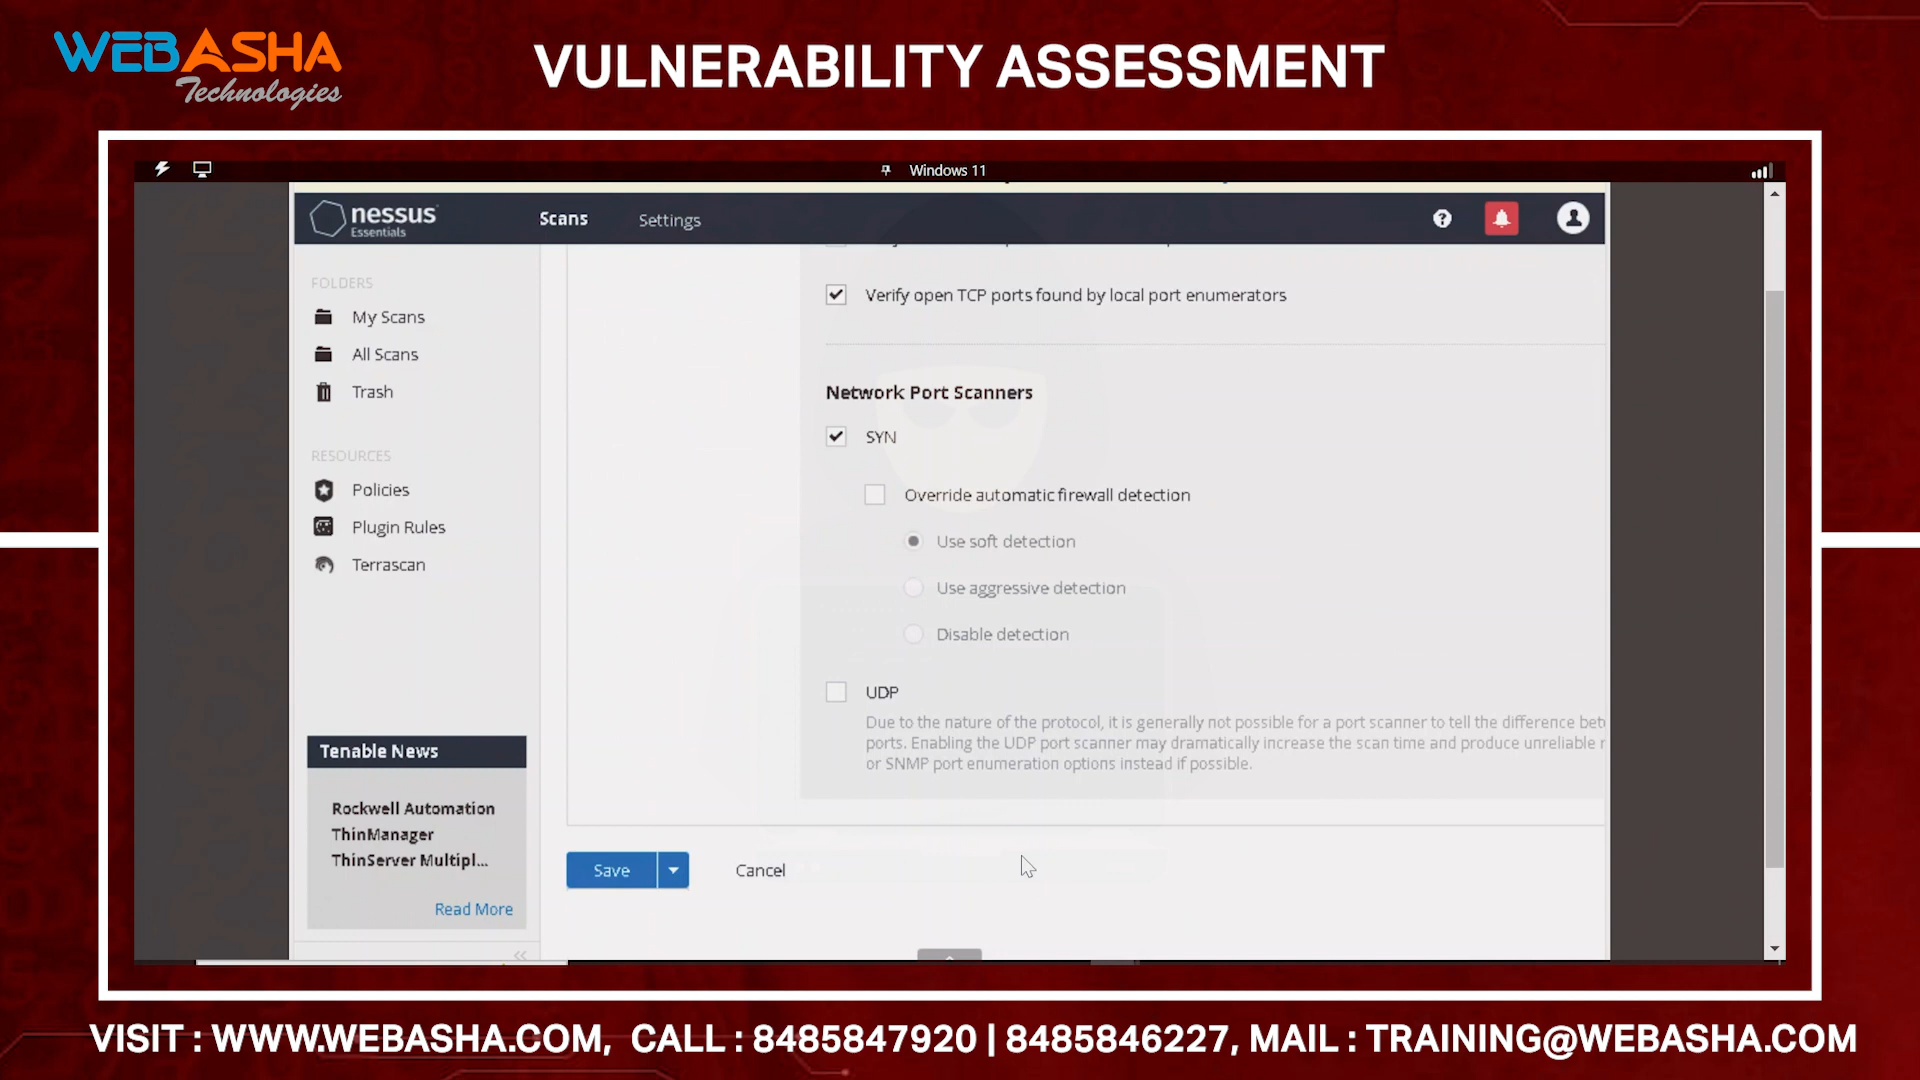 WEBASHA
Technologies
VULNERABILITY ASSESSMENT
Windows 11
nessus
Essentials
Scans
Settings
FOLDERS
My Scans
All Scans
Trash
RESOURCES
Policies
Plugin Rules
Terrascan
Tenable News
Rockwell Automation
ThinManager
ThinServer Multipl...
Read More
Verify open TCP ports found by local port enumerators
Network Port Scanners
SYN
Override automatic firewall detection
Use soft detection
Use aggressive detection
Disable detection
UDP
Due to the nature of the protocol, it is generally not possible for a port scanner to tell the difference
ports. Enabling the UDP port scanner may dramatically increase the scan time and produce unreliable
or SNMP port enumeration options instead if possible.
Save
Cancel
VISIT : WWW.WEBASHA.COM, CALL : 8485847920 | 8485846227, MAIL : TRAINING@WEBASHA.COM